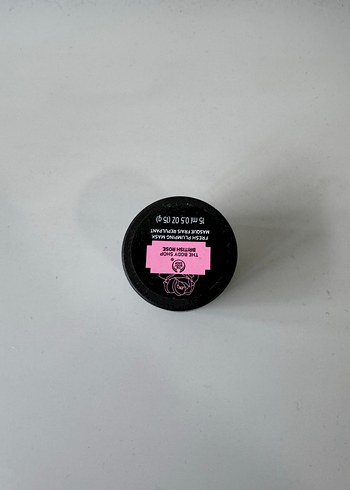 THE BODY SHOP
BRITISH ROSE
FRESH PLUMPING MASK
MASQUE FRAIS REPULPANT
15 ml 0.5 OZ (15 g)